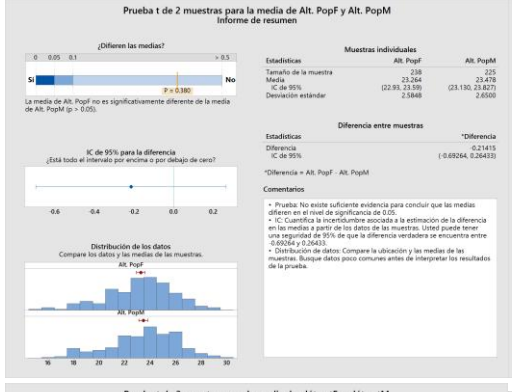 Prueba t de 2 muestras para la media de Alt. PopF y Alt. PopM
Informe de resumen
¿Difieren las medias?
0 0.05 0.1 > 0.5
Sí No
P = 0.380
La media de Alt. PopF no es significativamente diferente de la media
de Alt. PopM (p > 0.05).
IC de 95% para la diferencia
¿Está todo el intervalo por encima o por debajo de cero?
-0.6 -0.4 -0.2 0.0 0.2
Distribución de los datos
Compare los datos y las medias de las muestras.
Alt. PopF
Alt. PopM
16 18 20 22 24 26 28 30
Muestras individuales
Estadísticas Alt. PopF Alt. PopM
Tamaño de la muestra 238 225
Media 23.264 23.478
IC de 95% (22.93, 23.59) (23.130, 23.827)
Desviación estándar 2.5848 2.6500
Diferencia entre muestras
Estadísticas *Diferencia
Diferencia -0.21415
IC de 95% (-0.69264, 0.26433)
*Diferencia = Alt. PopF - Alt. PopM
Comentarios
• Prueba: No existe suficiente evidencia para concluir que las medias
difieren en el nivel de significancia de 0.05.
• IC: Cuantifica la incertidumbre asociada a la estimación de la diferencia
en las medias a partir de los datos de las muestras. Usted puede tener
una seguridad de 95% de que la diferencia verdadera se encuentra entre
-0.69264 y 0.26433.
• Distribución de datos: Compare la ubicación y las medias de las
muestras. Busque datos poco comunes antes de interpretar los resultados
de la prueba.